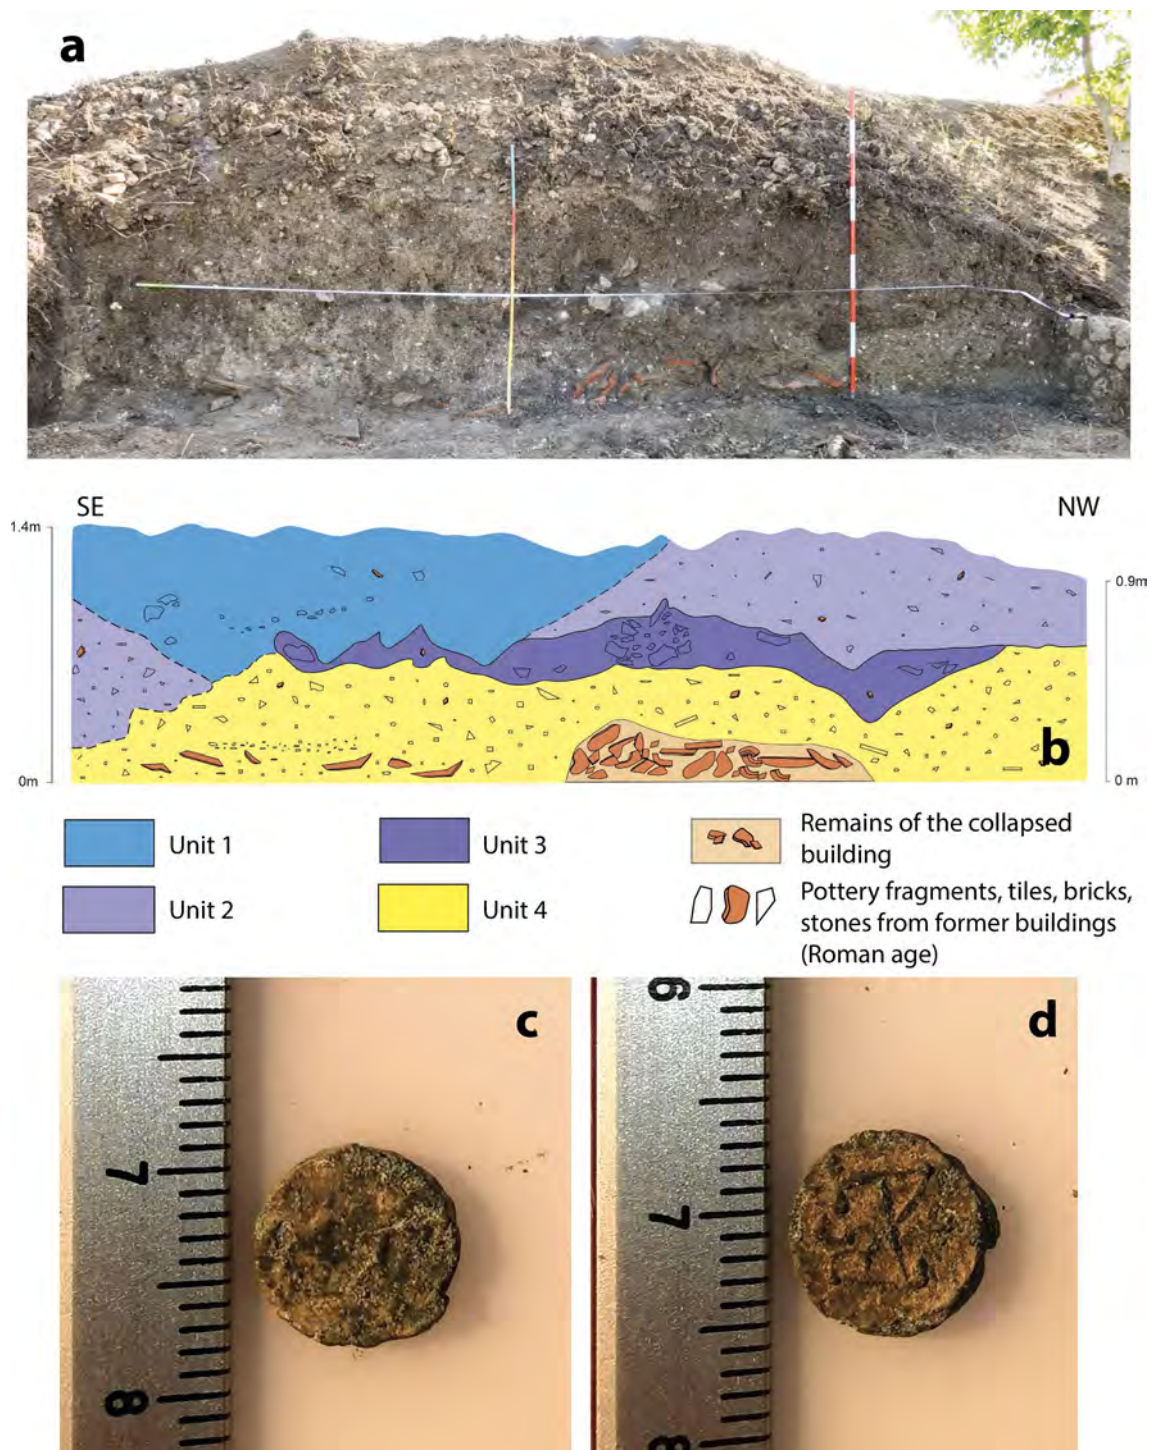 a
SE
NW
1.4m
0.9m
b
0m
0 m
Unit 1
Unit 3
Remains of the collapsed
building
Unit 2
Unit 4
Pottery fragments, tiles, bricks,
stones from former buildings
(Roman age)
c
7
8
d
6
7
8